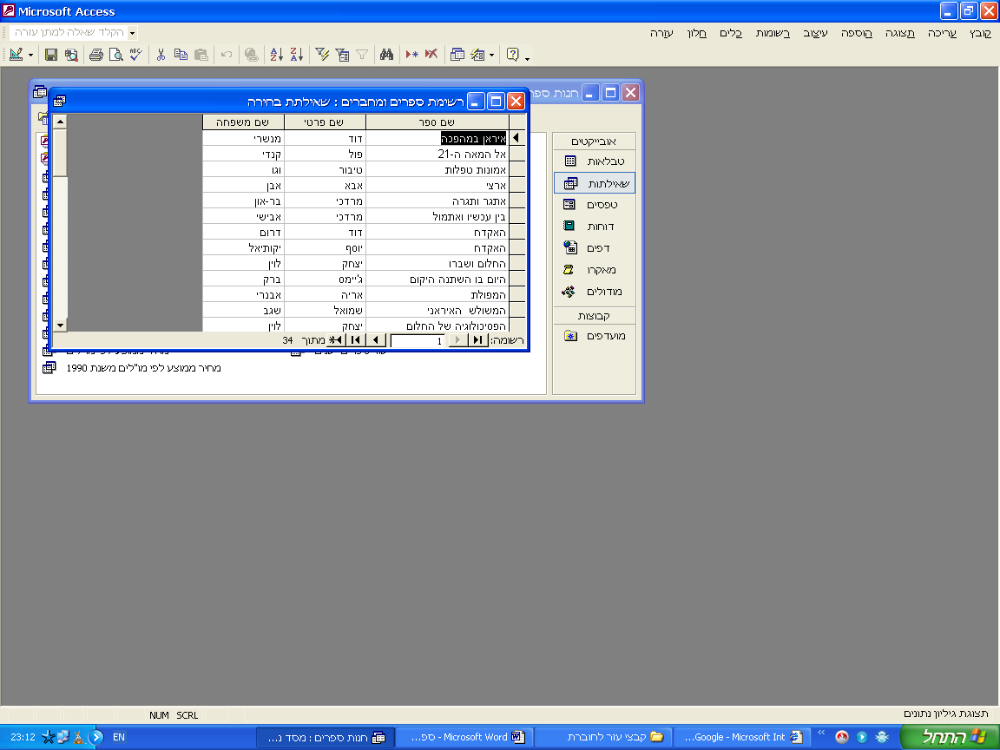 Microsoft Access
קובץ עריכה תצוגה הוספה עיצוב רשומות כלים חלון עזרה
הקלד שאלה למתן עזרה
חנות ספ
רשימת ספרים ומחברים : שאילתת בחירה
שם ספר שם פרטי שם משפחה
איראן במהפכה דוד מנשרי
אל המאה ה-21 פול קנדי
אמונות טפלות טיבור וגו
ארצי אבא אבן
אתגר ותגרה מרדכי בר-און
בין עכשיו ואתמול מרדכי אבישי
האקדח דוד דרום
האקדח יוסף יקותיאל
החלום ושברו יצחק לוין
היום בו השתנה היקום ג'יימס ברק
המפולת אריה אבנרי
המשולש האיראני שמואל שגב
הפסיכולוגיה של החלום יצחק לוין
רשומה: 1 מתוך 34
אובייקטים
טבלאות
שאילתות
טפסים
דוחות
דפים
מאקרו
מודולים
קבוצות
מועדפים
מחיר ממוצע לפי מו"לים משנת 1990
תצוגת גיליון נתונים
NUM SCRL
התחל
Google - Microsoft Int...
קבצי עזר לחוברת
ספ... - Microsoft Word
חנות ספרים : מסד נ...
EN
23:12